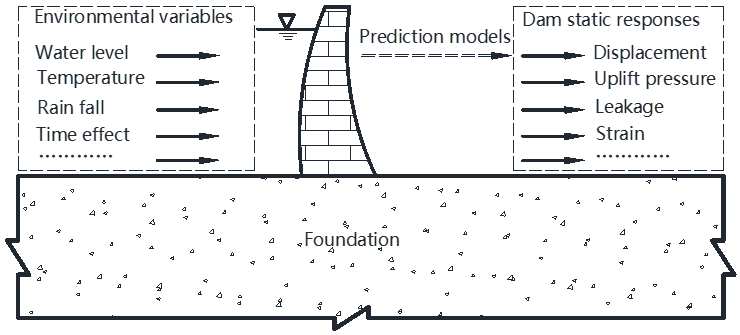 Environmental variables
Water level
Temperature
Rain fall
Time effect
............
Prediction models
Dam static responses
Displacement
Uplift pressure
Leakage
Strain
............
Foundation